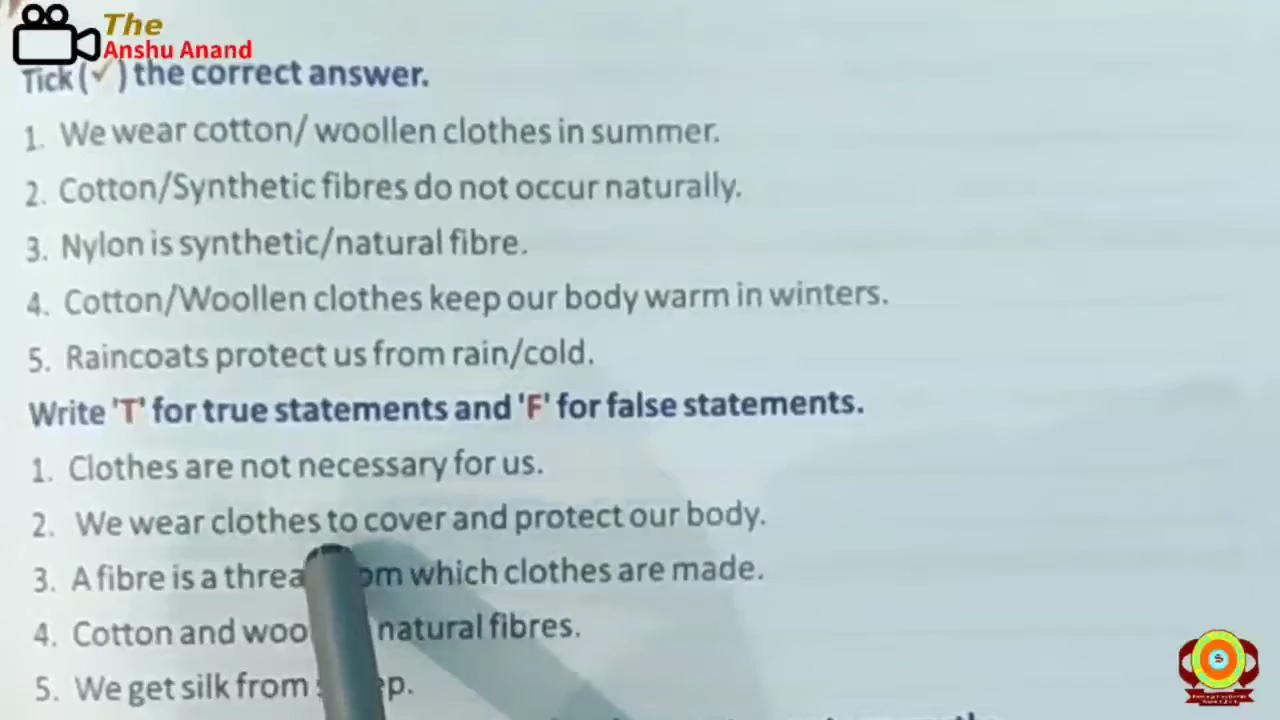 The
Anshu Anand
Tick (✓) the correct answer.
1. We wear cotton/ woollen clothes in summer.
2. Cotton/Synthetic fibres do not occur naturally.
3. Nylon is synthetic/natural fibre.
4. Cotton/Woollen clothes keep our body warm in winters.
5. Raincoats protect us from rain/cold.
Write 'T' for true statements and 'F' for false statements.
1. Clothes are not necessary for us.
2. We wear clothes to cover and protect our body.
3. A fibre is a which clothes are made.
4. Cotton and natural fibres.
5. We get silk from